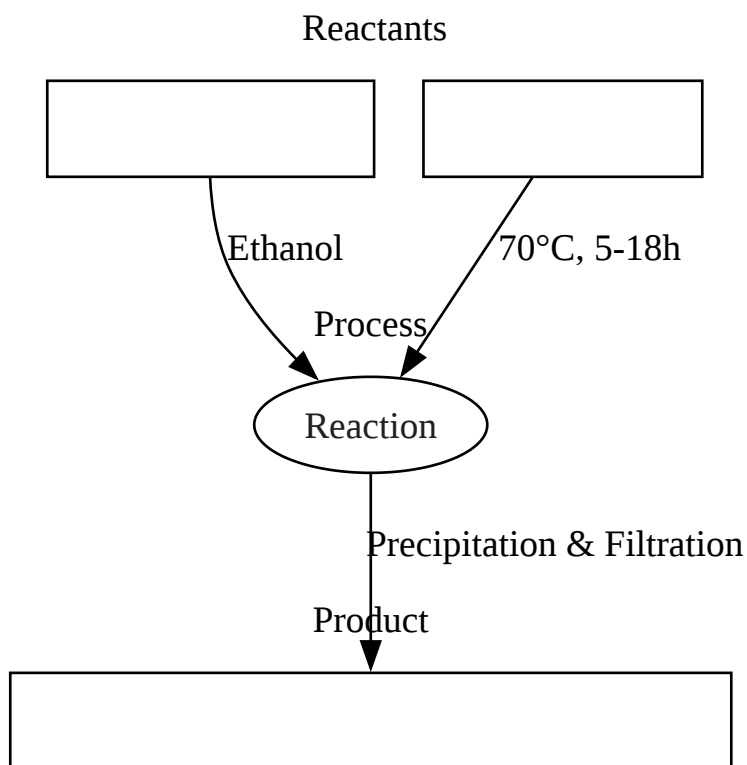 Reactants
Ethanol
70°C, 5-18h
Process
Reaction
Precipitation & Filtration
Product